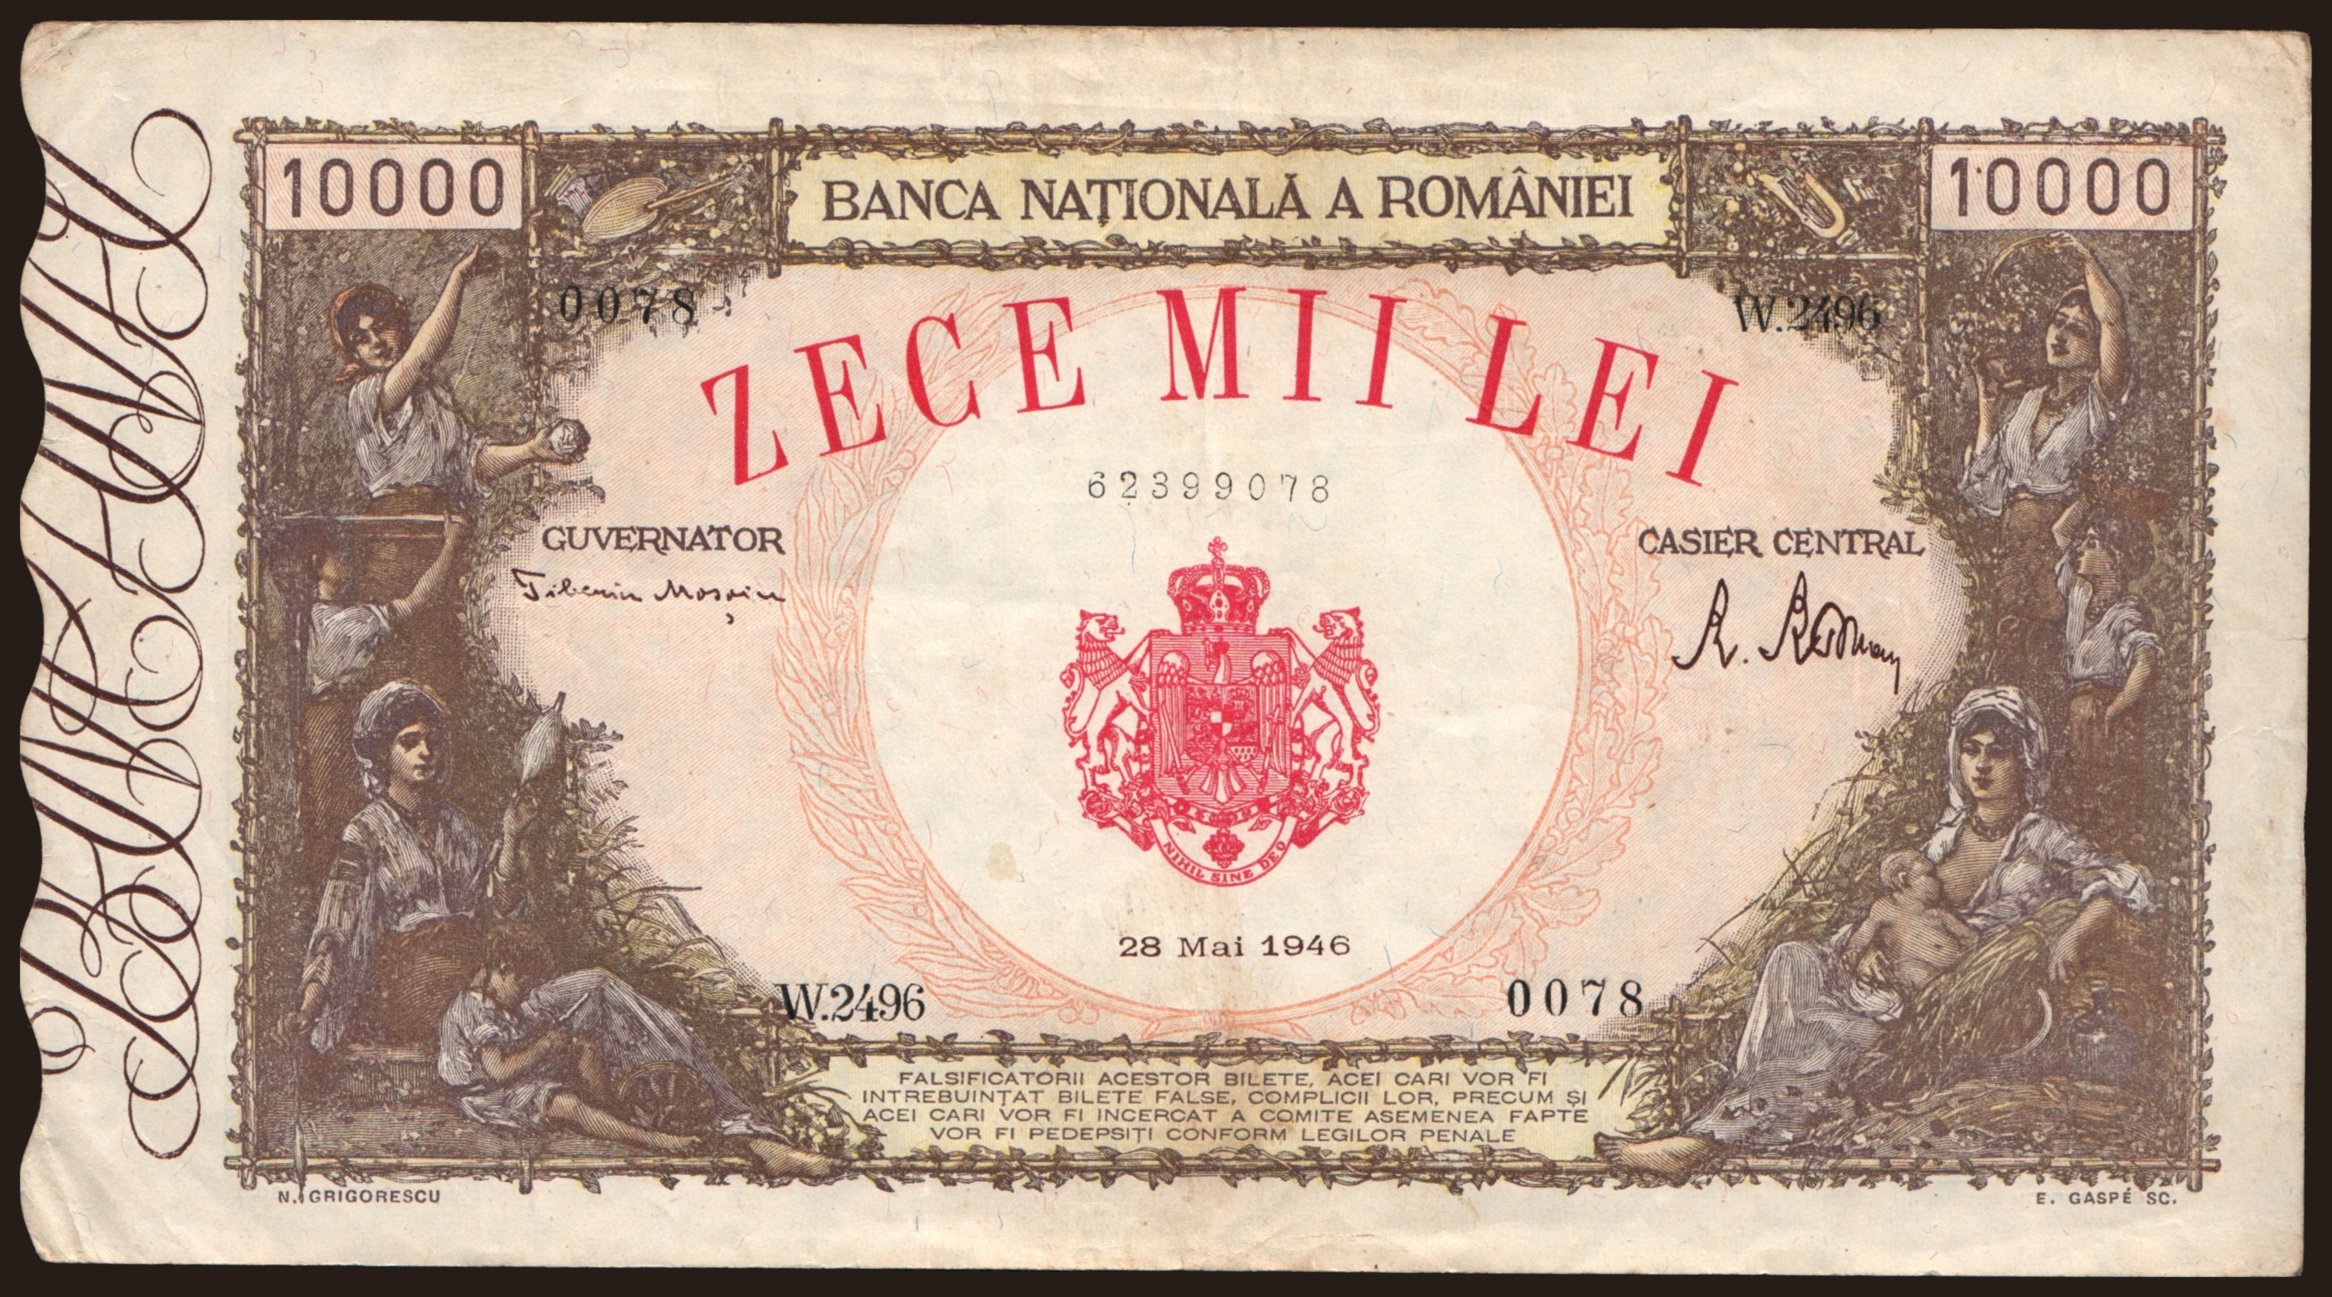 10000
BANCA NAȚIONALĂ A ROMÂNIEI
10000
0078
W.2496
ZECE MII LEI
62399078
GUVERNATOR
CASIER CENTRAL
NIHIL SINE DEO
28 Mai 1946
W.2496
0078
FALSIFICATORII ACESTOR BILETE, ACEI CARI VOR FI
INTREBUINȚAT BILETE FALSE, COMPLICII LOR, PRECUM ȘI
ACEI CARI VOR FI INCERCAT A COMITE ASEMENEA FAPTE
VOR FI PEDEPSIȚI CONFORM LEGILOR PENALE
N. GRIGORESCU
E. GASPÉ SC.